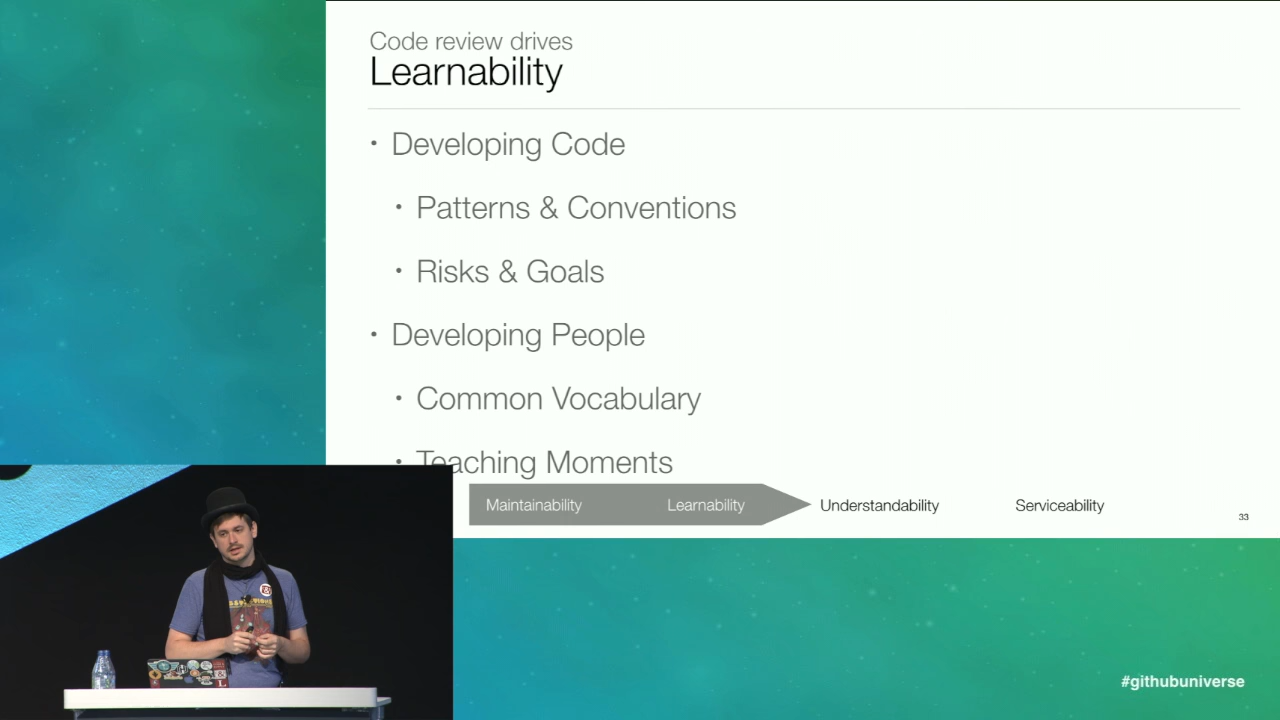 Code review drives
Learnability
• Developing Code
• Patterns & Conventions
• Risks & Goals
• Developing People
• Common Vocabulary
• Teaching Moments
Maintainability Learnability Understandability Serviceability
33
#githubuniverse